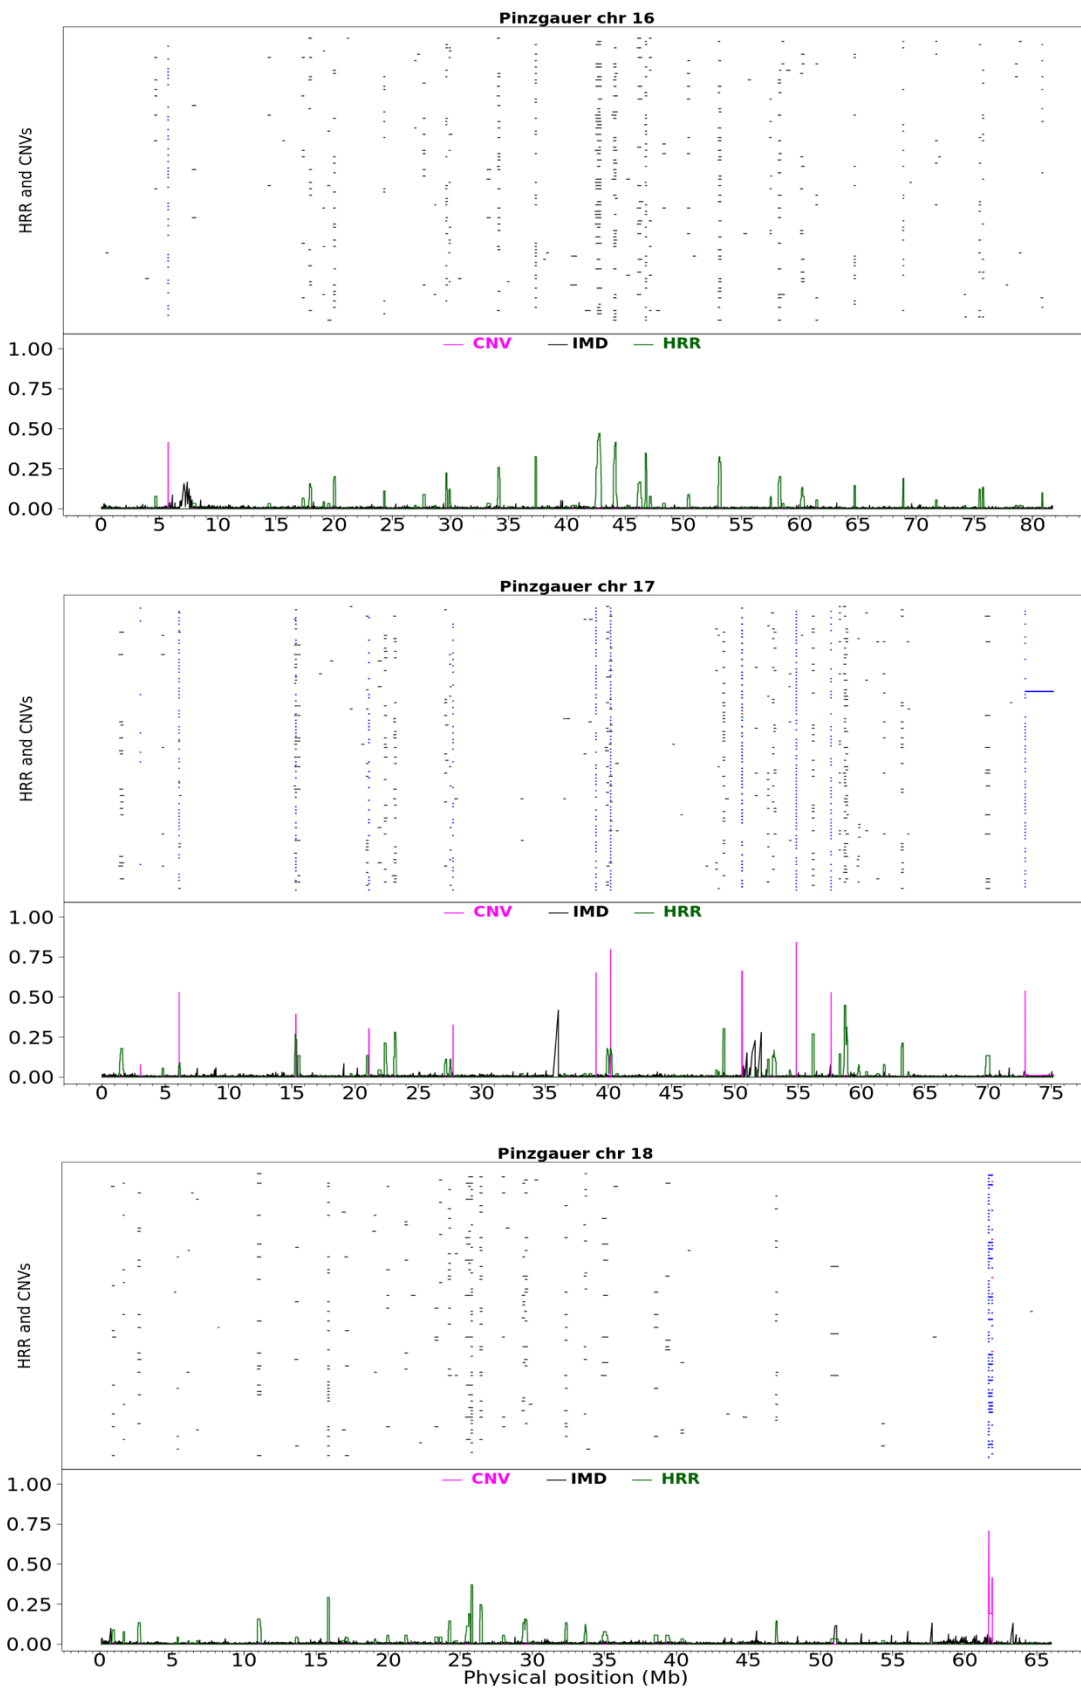 Pinzgauer chr 16
HRR and CNVs
CNV IMD HRR
1.00
0.75
0.50
0.25
0.00
0 5 10 15 20 25 30 35 40 45 50 55 60 65 70 75 80
Pinzgauer chr 17
HRR and CNVs
CNV IMD HRR
1.00
0.75
0.50
0.25
0.00
0 5 10 15 20 25 30 35 40 45 50 55 60 65 70 75
Pinzgauer chr 18
HRR and CNVs
CNV IMD HRR
1.00
0.75
0.50
0.25
0.00
0 5 10 15 20 25 30 35 40 45 50 55 60 65
Physical position (Mb)